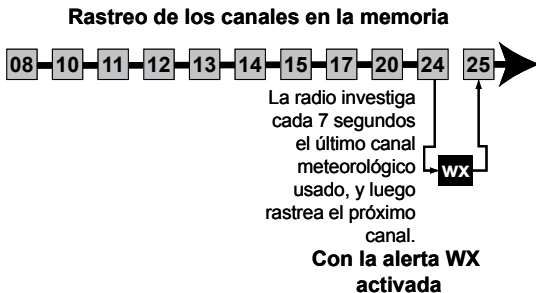 Rastreo de los canales en la memoria
08 10 11 12 13 14 15 17 20 24 25
La radio investiga
cada 7 segundos
el último canal
meteorológico
usado, y luego
rastrea el próximo
canal.
WX
Con la alerta WX
activada